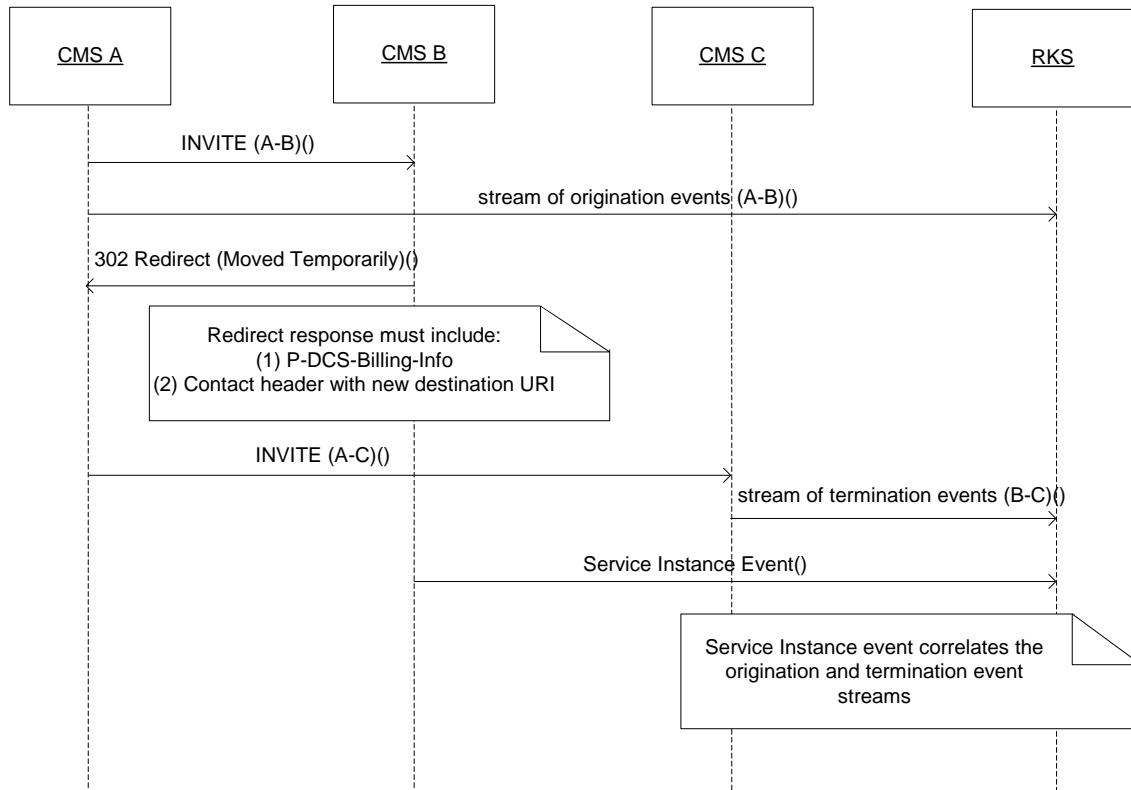 CMS A
CMS B
CMS C
RKS
INVITE (A-B)()
stream of origination events (A-B)()
302 Redirect (Moved Temporarily)()
Redirect response must include:
(1) P-DCS-Billing-Info
(2) Contact header with new destination URI
INVITE (A-C)()
stream of termination events (B-C)()
Service Instance Event()
Service Instance event correlates the
origination and termination event
streams